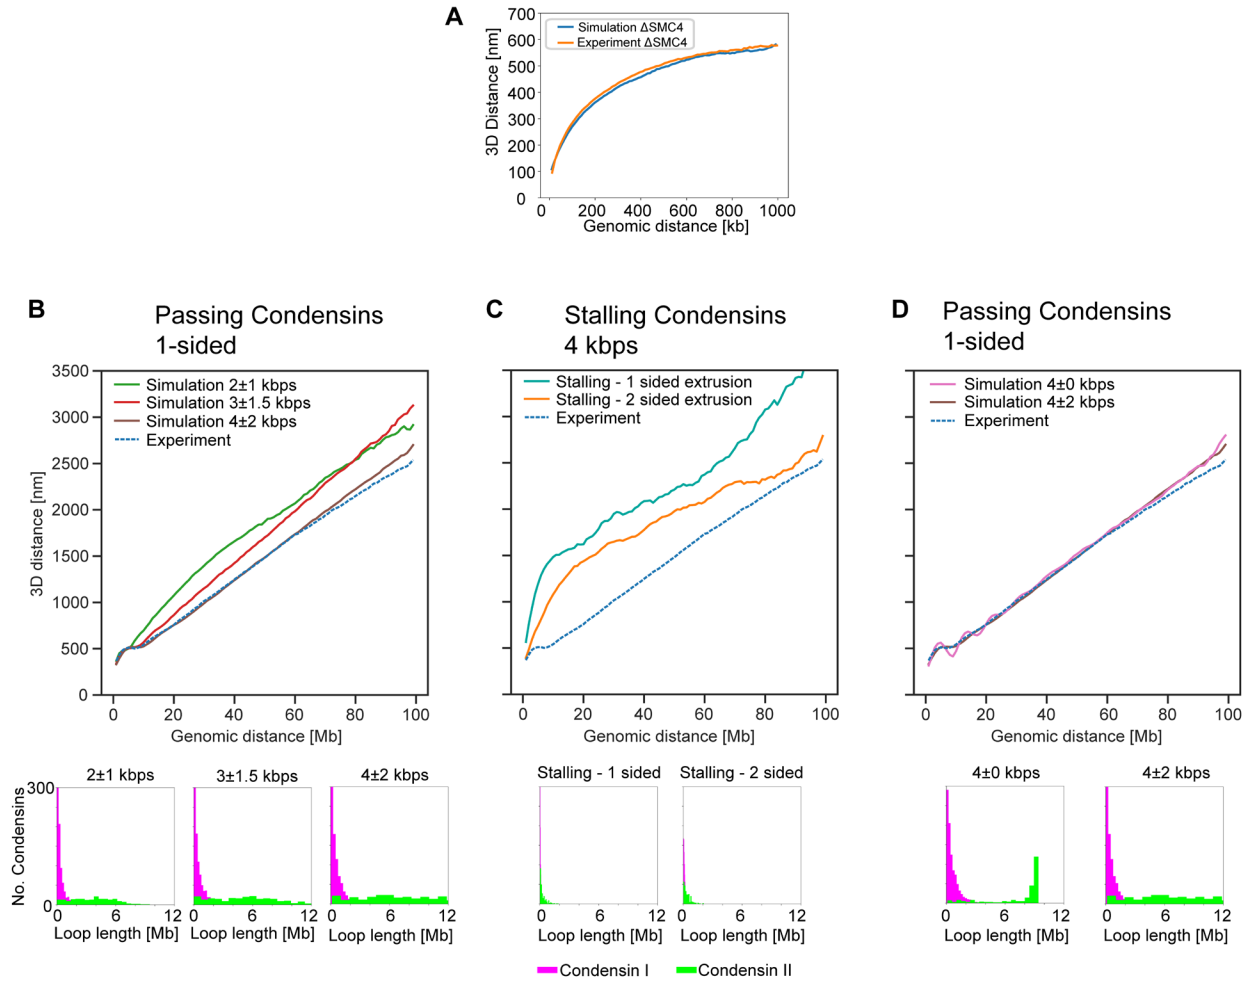 A
700
600
500
400
300
200
100
0
3D Distance [nm]
Simulation ΔSMC4
Experiment ΔSMC4
0 200 400 600 800 1000
Genomic distance [kb]
B
Passing Condensins
1-sided
3500
3000
2500
2000
1500
1000
500
0
3D distance [nm]
Simulation 2±1 kbps
Simulation 3±1.5 kbps
Simulation 4±2 kbps
Experiment
0 20 40 60 80 100
Genomic distance [Mb]
2±1 kbps
3±1.5 kbps
4±2 kbps
No. Condensins
300
0
0 6 12
0 6 12
0 6 12
Loop length [Mb]
Loop length [Mb]
Loop length [Mb]
C
Stalling Condensins
4 kbps
Stalling - 1 sided extrusion
Stalling - 2 sided extrusion
Experiment
0 20 40 60 80 100
Genomic distance [Mb]
Stalling - 1 sided
Stalling - 2 sided
0 6 12
0 6 12
Loop length [Mb]
Loop length [Mb]
Condensin I
Condensin II
D
Passing Condensins
1-sided
Simulation 4±0 kbps
Simulation 4±2 kbps
Experiment
0 20 40 60 80 100
Genomic distance [Mb]
4±0 kbps
4±2 kbps
0 6 12
0 6 12
Loop length [Mb]
Loop length [Mb]